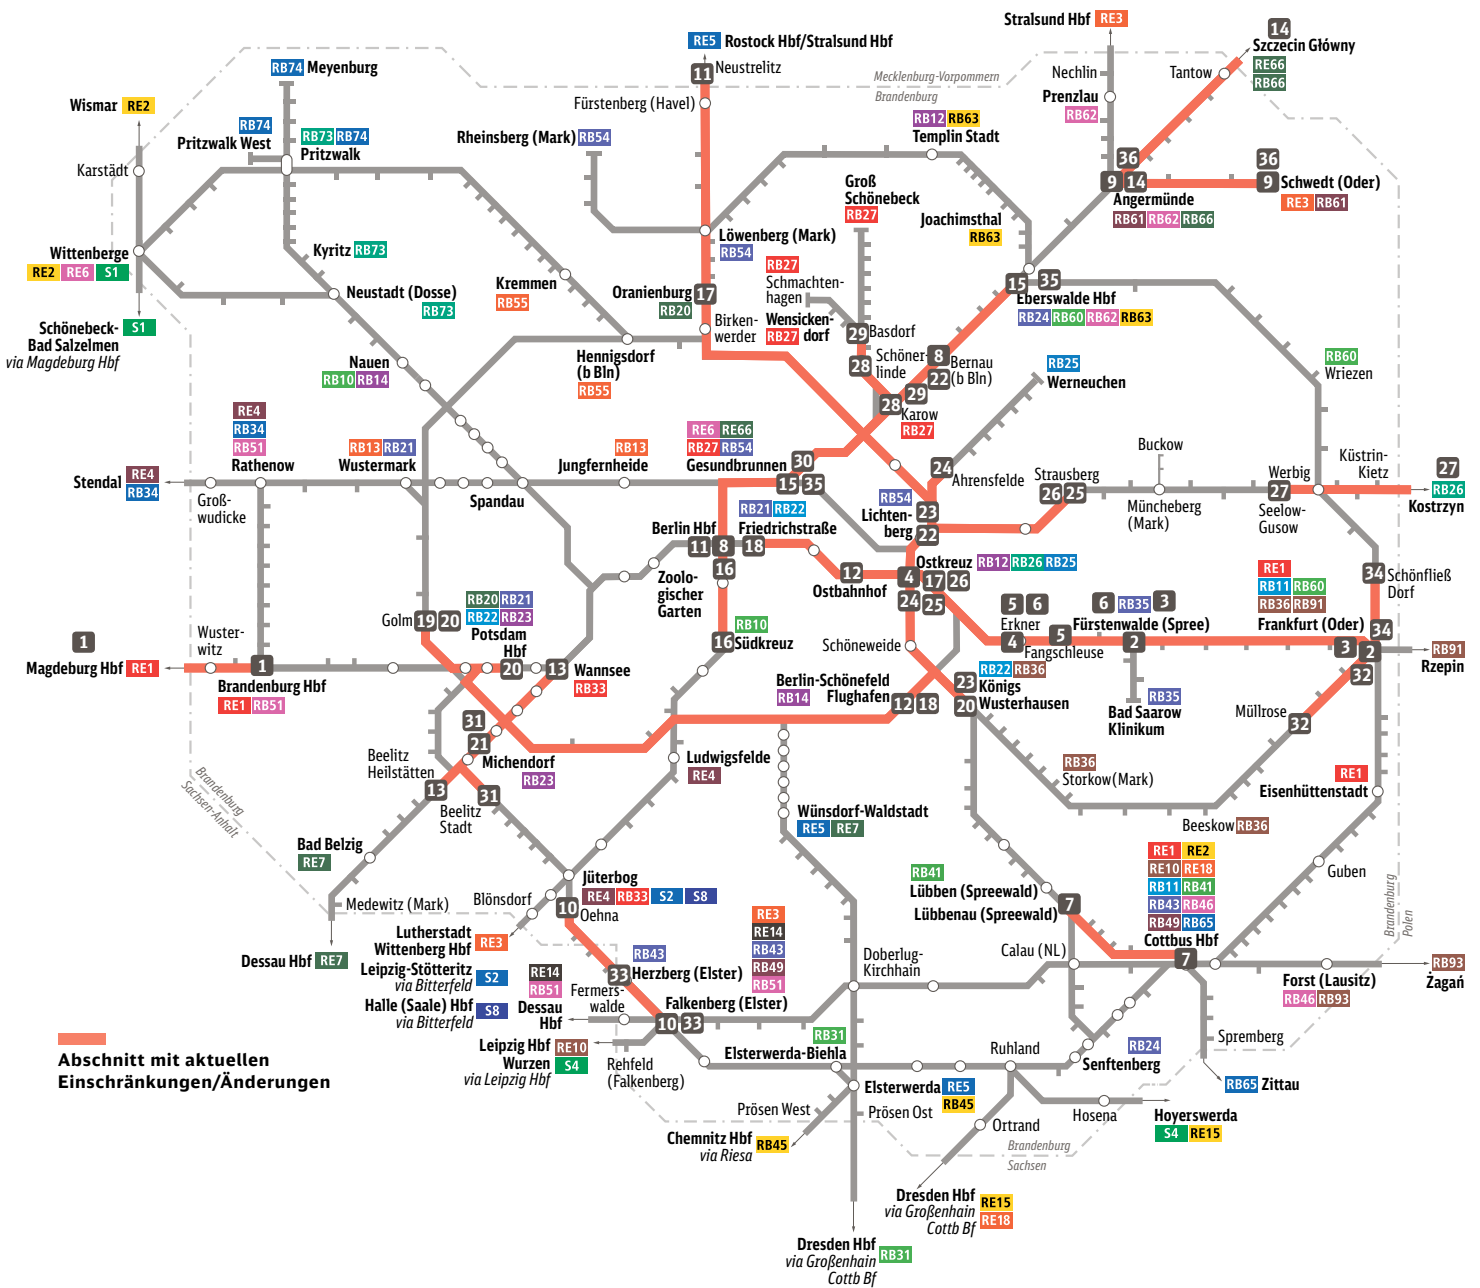 Stralsund Hbf RE3
14
Szczecin Główny
RE66
RB66
Tantow
RE5 Rostock Hbf/Stralsund Hbf
11 Neustrelitz
Mecklenburg-Vorpommern
Brandenburg
Nechlin
Prenzlau
RB62
RB74 Meyenburg
Fürstenberg (Havel)
Wismar RE2
RB74
Pritzwalk West
RB73 RB74
Pritzwalk
Rheinsberg (Mark) RB54
RB12 RB63
Templin Stadt
Karstädt
36
9 14
Angermünde
RB61 RB62 RB66
36
9
Schwedt (Oder)
RE3 RB61
Groß
Schönebeck
RB27
Joachimsthal
RB63
Wittenberge
RE2 RE6 S1
Kyritz RB73
Löwenberg (Mark)
RB54
RB27
Schmachten-
hagen
Wensicken-
dorf
RB27
Kremmen
RB55
Oranienburg 17
RB20
Neustadt (Dosse)
RB73
15 35
Eberswalde Hbf
RB24 RB60 RB62 RB63
Schönebeck-
Bad Salzelmen
via Magdeburg Hbf
S1
Birken-
werder
29 Basdorf
28
Schöner-
linde
8
22
Bernau
(b Bln)
29
28
Karow
RB27
Hennigsdorf
(b Bln)
RB55
Nauen
RB10 RB14
RB25
Werneuchen
RB60
Wriezen
RE4
RB34
RB51
Rathenow
RB13 RB21
Wustermark
RB13
Jungfernheide
RE6 RE66
RB27 RB54
Gesundbrunnen
30
15 35
24
Ahrensfelde
Buckow
Strausberg
26 25
Müncheberg
(Mark)
Werbig
27
Seelow-
Gusow
Küstrin-
Kietz
27
RB26
Kostrzyn
Stendal RE4
RB34
Groß-
wudicke
Spandau
RB54
Lichten-
berg
23
22
RB21 RB22
Friedrichstraße
18
Berlin Hbf
11 8
16
Zoolo-
gischer
Garten
Ostbahnhof
12
Ostkreuz RB12 RB26 RB25
4 17 26
24 25
34
Schönfließ
Dorf
RE1
RB11 RB60
RB36 RB91
Frankfurt (Oder)
34
3 2
32
RB91
Rzepin
5 6
Erkner
4
5
Fangschleuse
6 RB35 3
Fürstenwalde (Spree)
2
RB35
Bad Saarow
Klinikum
Golm 19 20
RB20 RB21
RB22 RB23
Potsdam
Hbf
20
13
Wannsee
RB33
RB10
16 Südkreuz
Schöneweide
1
Magdeburg Hbf RE1
Wuster-
witz
1
Brandenburg Hbf
RE1 RB51
Berlin-Schönefeld
Flughafen
RB14
12 18
RB22 RB36
23
20
Königs
Wusterhausen
Müllrose
32
31
21
Michendorf
RB23
Beelitz
Heilstätten
13
Beelitz
Stadt
31
Ludwigsfelde
RE4
RB36
Storkow(Mark)
RE1
Eisenhüttenstadt
Beeskow RB36
Brandenburg
Sachsen-Anhalt
Bad Belzig
RE7
Wünsdorf-Waldstadt
RE5 RE7
Guben
RE1 RE2
RE10 RE18
RB11 RB41
RB43 RB46
RB49 RB65
Cottbus Hbf
7
RB41
Lübben (Spreewald)
Lübbenau (Spreewald)
7
Medewitz (Mark)
Blönsdorf
Jüterbog
RE4 RB33 S2 S8
10
Oehna
Brandenburg
Polen
Lutherstadt
Wittenberg Hbf
RE3
Dessau Hbf RE7
Leipzig-Stötteritz
via Bitterfeld
S2
Halle (Saale) Hbf
via Bitterfeld
S8
RB43
33 Herzberg (Elster)
RE3
RE14
RB43
RB49
RB51
Falkenberg (Elster)
10 33
RE14
RB51
Dessau
Hbf
Fermers-
walde
Doberlug-
Kirchhain
Calau (NL)
Forst (Lausitz)
RB46 RB93
RB93
Żagań
Leipzig Hbf RE10
Wurzen
via Leipzig Hbf
S4
Rehfeld
(Falkenberg)
RB31
Elsterwerda-Biehla
Ruhland
RB24
Senftenberg
Spremberg
RB65 Zittau
Abschnitt mit aktuellen
Einschränkungen/Änderungen
Elsterwerda RE5
RB45
Prösen West
Prösen Ost
Ortrand
Hosena
Hoyerswerda
S4 RE15
Chemnitz Hbf
via Riesa
RB45
Brandenburg
Sachsen
Dresden Hbf
via Großenhain
Cottb Bf
RE15
RE18
Dresden Hbf
via Großenhain
Cottb Bf
RB31